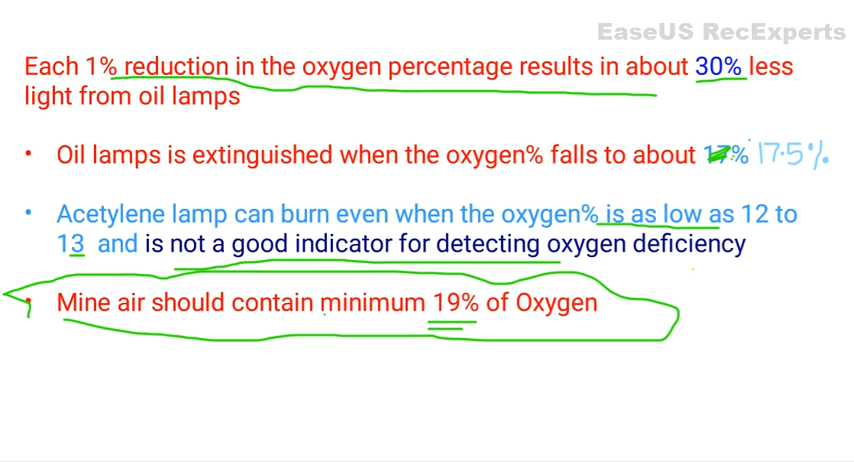 EaseUS RecExperts
Each 1% reduction in the oxygen percentage results in about 30% less
light from oil lamps
• Oil lamps is extinguished when the oxygen% falls to about 17% 17.5%
• Acetylene lamp can burn even when the oxygen% is as low as 12 to
13 and is not a good indicator for detecting oxygen deficiency
• Mine air should contain minimum 19% of Oxygen